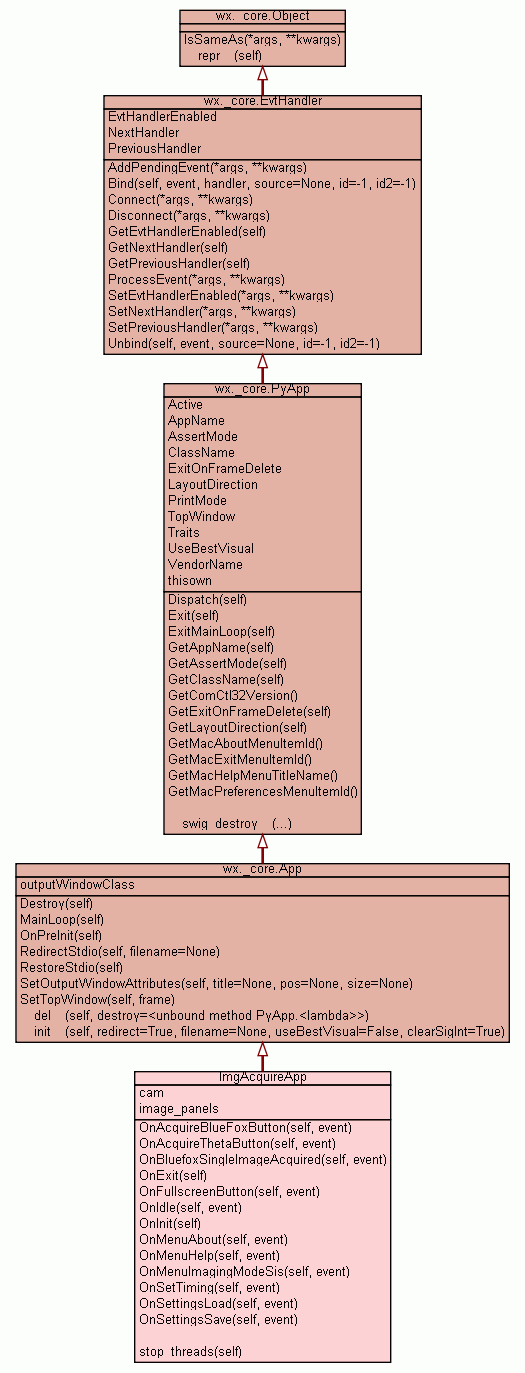 wx._core.Object
IsSameAs(*args, **kwargs)
repr (self)
wx._core.EvtHandler
EvtHandlerEnabled
NextHandler
PreviousHandler
AddPendingEvent(*args, **kwargs)
Bind(self, event, handler, source=None, id=-1, id2=-1)
Connect(*args, **kwargs)
Disconnect(*args, **kwargs)
GetEvtHandlerEnabled(self)
GetNextHandler(self)
GetPreviousHandler(self)
ProcessEvent(*args, **kwargs)
SetEvtHandlerEnabled(*args, **kwargs)
SetNextHandler(*args, **kwargs)
SetPreviousHandler(*args, **kwargs)
Unbind(self, event, source=None, id=-1, id2=-1)
wx._core.PyApp
Active
AppName
AssertMode
ClassName
ExitOnFrameDelete
LayoutDirection
PrintMode
TopWindow
Traits
UseBestVisual
VendorName
thisown
Dispatch(self)
Exit(self)
ExitMainLoop(self)
GetAppName(self)
GetAssertMode(self)
GetClassName(self)
GetComCtl32Version()
GetExitOnFrameDelete(self)
GetLayoutDirection(self)
GetMacAboutMenuItemId()
GetMacExitMenuItemId()
GetMacHelpMenuTitleName()
GetMacPreferencesMenuItemId()
swig_destroy (...)
wx._core.App
outputWindowClass
Destroy(self)
MainLoop(self)
OnPreInit(self)
RedirectStdio(self, filename=None)
RestoreStdio(self)
SetOutputWindowAttributes(self, title=None, pos=None, size=None)
SetTopWindow(self, frame)
del (self, destroy=<unbound method PyApp.<lambda>>)
init (self, redirect=True, filename=None, useBestVisual=False, clearSigInt=True)
ImgAcquireApp
cam
image_panels
OnAcquireBlueFoxButton(self, event)
OnAcquireThetaButton(self, event)
OnBluefoxSingleImageAcquired(self, event)
OnExit(self)
OnFullscreenButton(self, event)
OnIdle(self, event)
OnInit(self)
OnMenuAbout(self, event)
OnMenuHelp(self, event)
OnMenuImagingModeSis(self, event)
OnSetTiming(self, event)
OnSettingsLoad(self, event)
OnSettingsSave(self, event)
stop_threads(self)